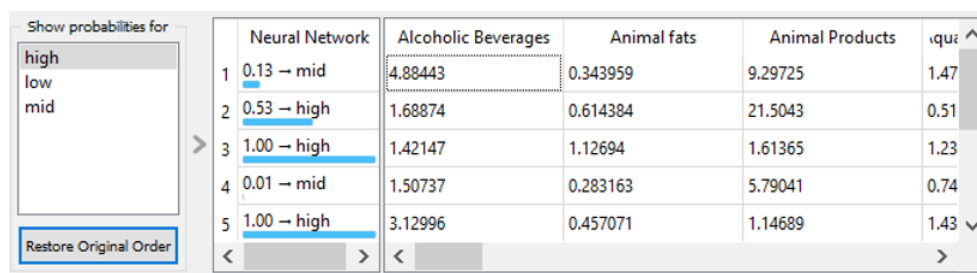 Show probabilities for
high
low
mid
Restore Original Order
Neural Network Alcoholic Beverages Animal fats Animal Products
1 0.13 → mid 4.88443 0.343959 9.29725 1.47
2 0.53 → high 1.68874 0.614384 21.5043 0.51
3 1.00 → high 1.42147 1.12694 1.61365 1.23
4 0.01 → mid 1.50737 0.283163 5.79041 0.74
5 1.00 → high 3.12996 0.457071 1.14689 1.43